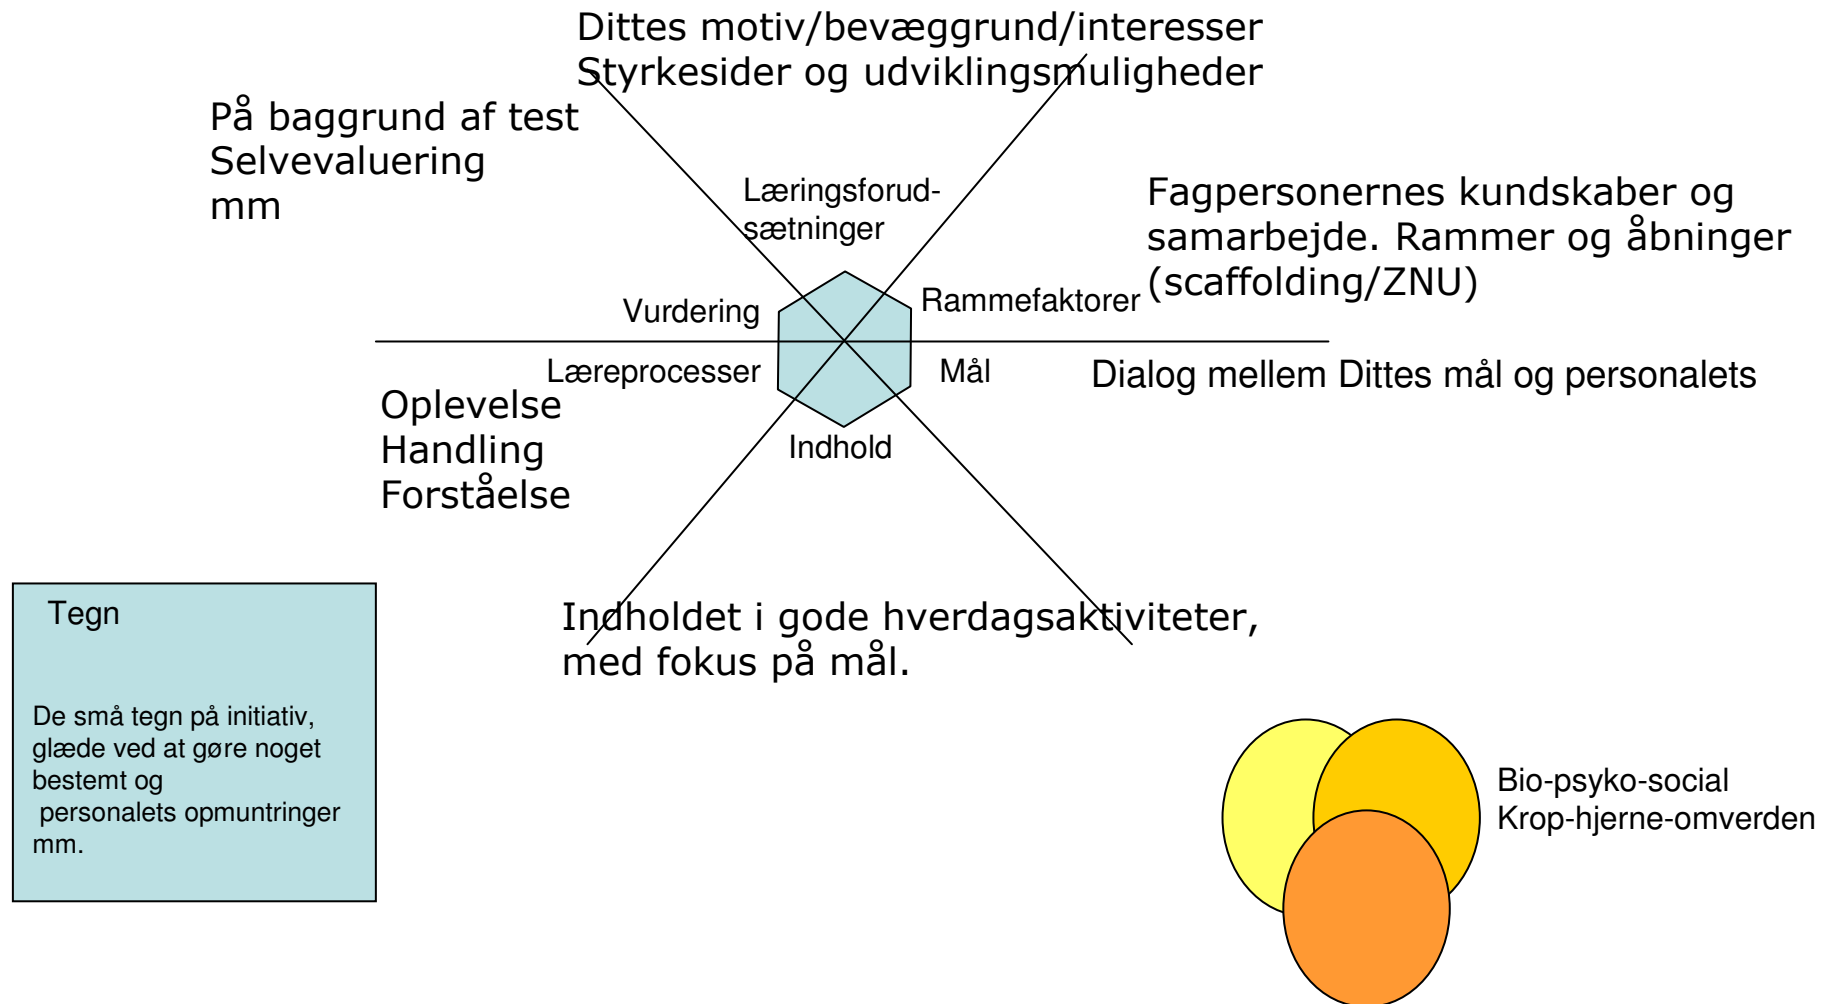 Dittes motiv/bevæggrund/interesser
Styrkesider og udviklingsmuligheder
På baggrund af test
Selvevaluering
mm
Læringsforud-
sætninger
Fagpersonernes kundskaber og
samarbejde. Rammer og åbninger
(scaffolding/ZNU)
Vurdering
Rammefaktorer
Læreprocesser
Mål
Dialog mellem Dittes mål og personalets
Oplevelse
Handling
Forståelse
Indhold
Indholdet i gode hverdagsaktiviteter,
med fokus på mål.
Tegn
De små tegn på initiativ,
glæde ved at gøre noget
bestemt og
personalets opmuntringer
mm.
Bio-psyko-social
Krop-hjerne-omverden